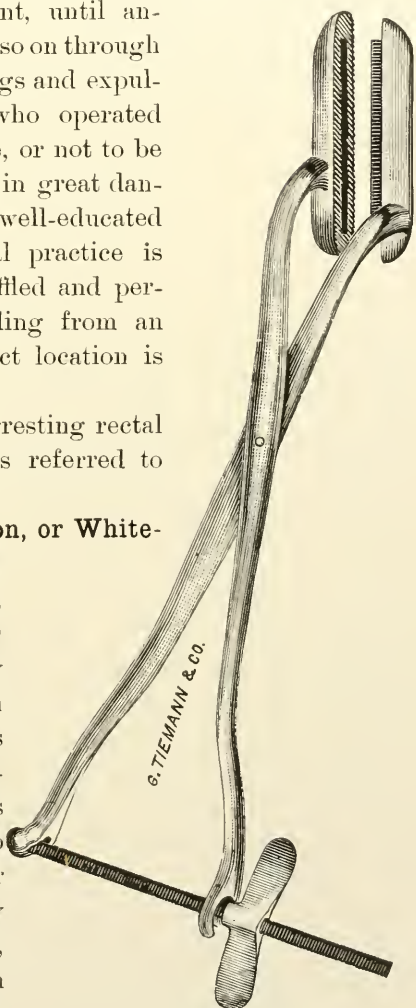 nt, until an-
so on through
gs and expul-
who operated
, or not to be
in great dan-
well-educated
l practice is
ffled and per-
ding from an
ct location is
resting rectal
s referred to
on, or White-
G. TIEMANN & CO.